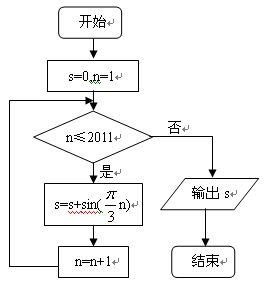 开始
s=0,n=1
n≤2011
否
是
s=s+sin(π/3 n)
输出 s
n=n+1
结束